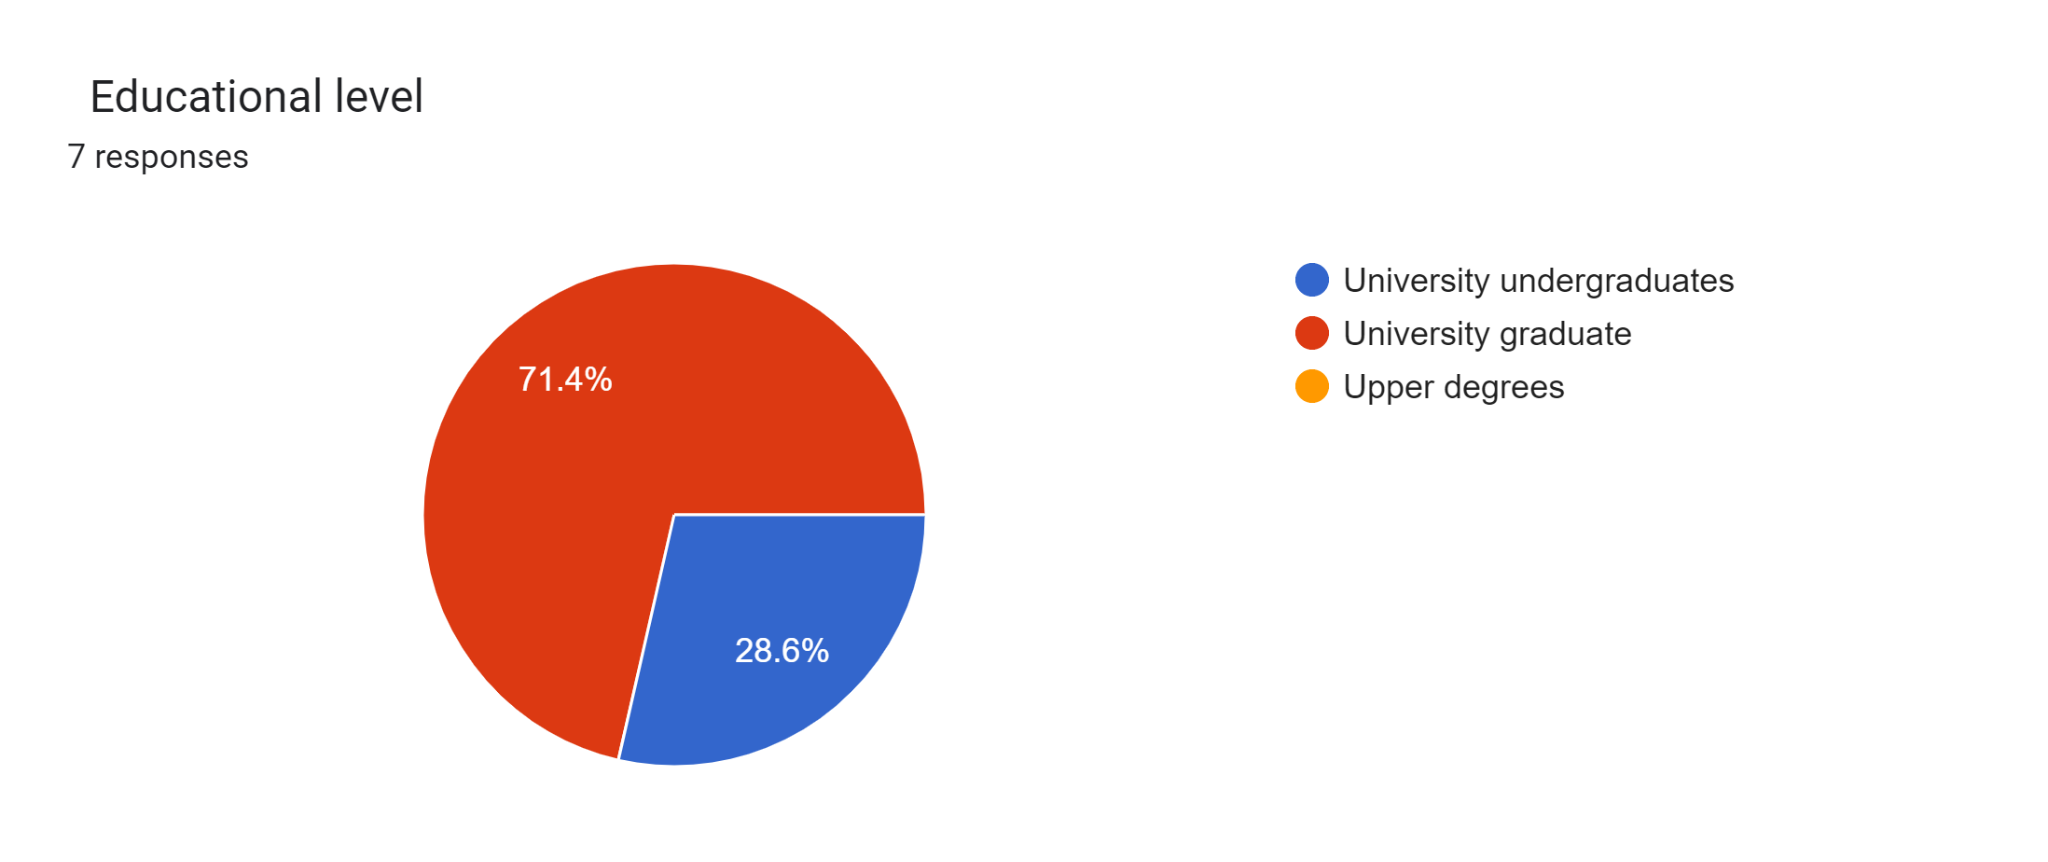 Educational level
7 responses
71.4%
28.6%
University undergraduates
University graduate
Upper degrees